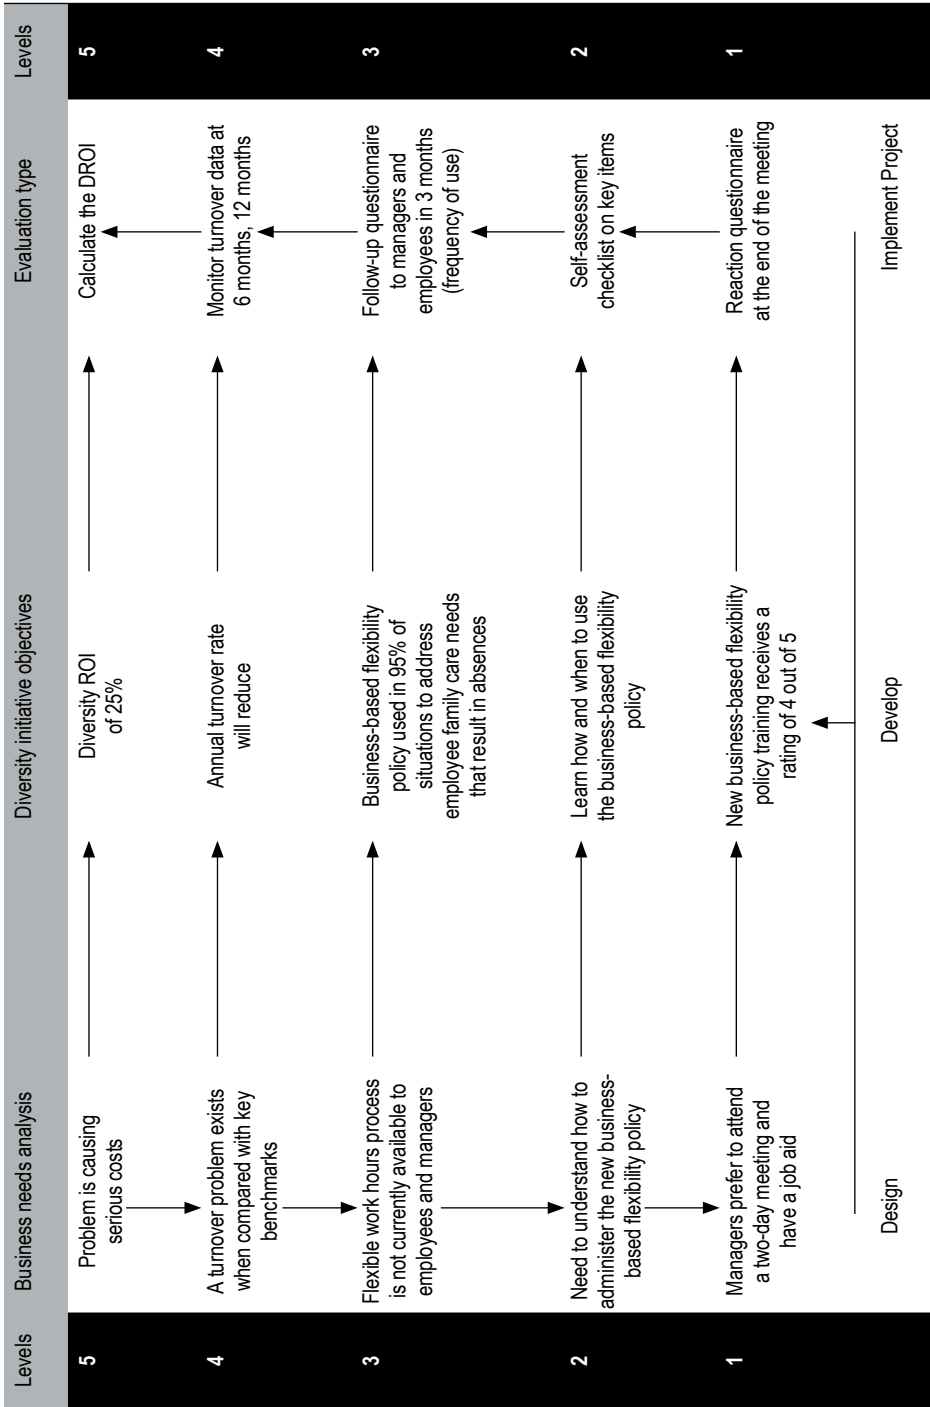 Levels
Business needs analysis
Diversity initiative objectives
Evaluation type
Levels
5
Problem is causing
serious costs
Diversity ROI
of 25%
Calculate the DROI
5
4
A turnover problem exists
when compared with key
benchmarks
Annual turnover rate
will reduce
Monitor turnover data at
6 months, 12 months
4
3
Flexible work hours process
is not currently available to
employees and managers
Business-based flexibility
policy used in 95% of
situations to address
employee family care needs
that result in absences
Follow-up questionnaire
to managers and
employees in 3 months
(frequency of use)
3
2
Need to understand how to
administer the new business-
based flexibility policy
Learn how and when to use
the business-based flexibility
policy
Self-assessment
checklist on key items
2
1
Managers prefer to attend
a two-day meeting and
have a job aid
New business-based flexibility
policy training receives a
rating of 4 out of 5
Reaction questionnaire
at the end of the meeting
1
Design
Develop
Implement Project